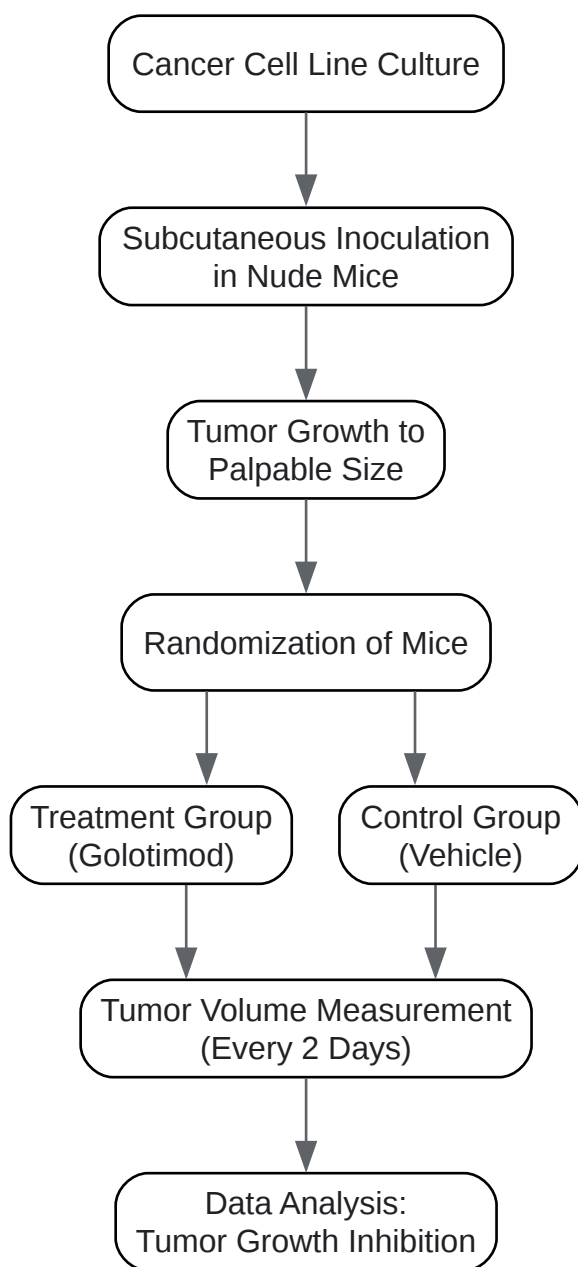 Cancer Cell Line Culture
Subcutaneous Inoculation
in Nude Mice
Tumor Growth to
Palpable Size
Randomization of Mice
Treatment Group
(Golotimod)
Control Group
(Vehicle)
Tumor Volume Measurement
(Every 2 Days)
Data Analysis:
Tumor Growth Inhibition